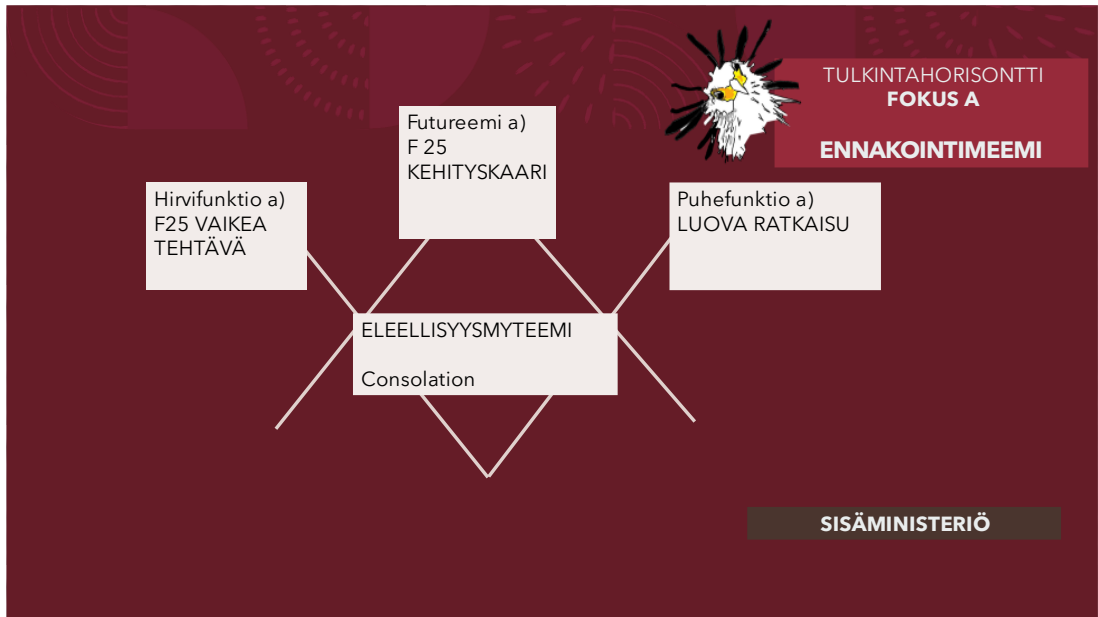 TULKINTAHORISONTTI
FOKUS A
ENNAKOINTIMEEMI
Futureemi a)
F 25
KEHITYSKAARI
Hirvifunktio a)
F25 VAIKEA
TEHTÄVÄ
Puhefunktio a)
LUOVA RATKAISU
ELEELLISYYSMYTEEMI
Consolation
SISÄMINISTERIÖ